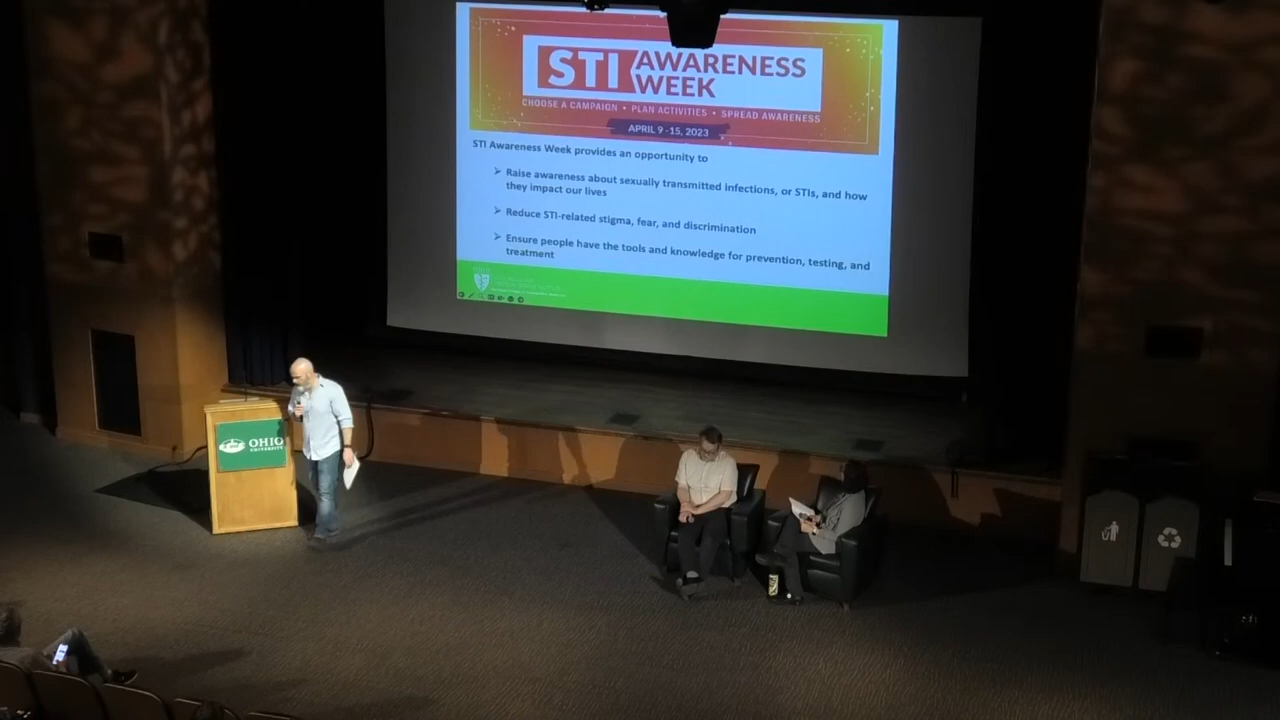 STI AWARENESS
WEEK
CHOOSE A CAMPAIGN • PLAN ACTIVITIES • SPREAD AWARENESS
APRIL 9 - 15, 2023
STI Awareness Week provides an opportunity to
➢ Raise awareness about sexually transmitted infections, or STIs, and how
they impact our lives
➢ Reduce STI-related stigma, fear, and discrimination
➢ Ensure people have the tools and knowledge for prevention, testing, and
treatment
OHIO
UNIVERSITY